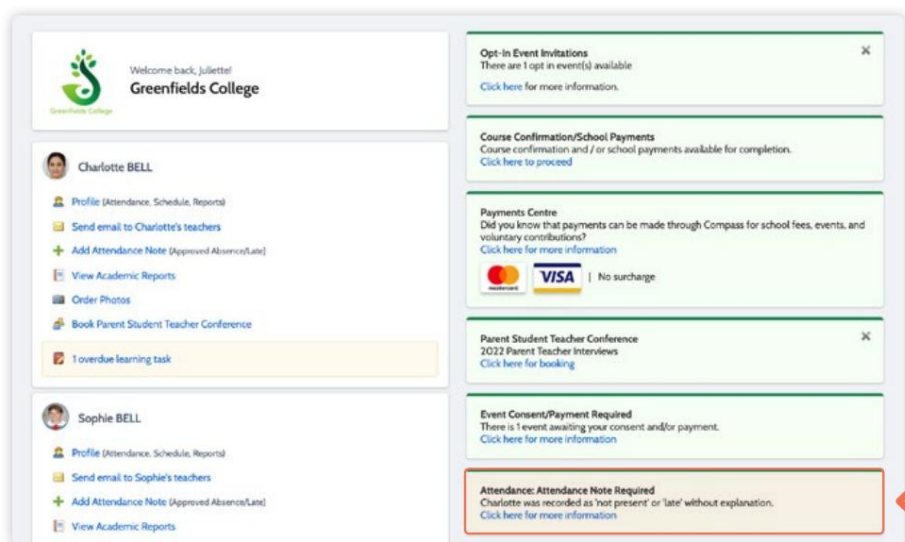 Welcome back, Juliette!
Greenfields College
Greenfields College
Charlotte BELL
Profile (Attendance, Schedule, Reports)
Send email to Charlotte's teachers
Add Attendance Note (Approved Absence/Late)
View Academic Reports
Order Photos
Book Parent Student Teacher Conference
1 overdue learning task
Sophie BELL
Profile (Attendance, Schedule, Reports)
Send email to Sophie's teachers
Add Attendance Note (Approved Absence/Late)
View Academic Reports
Opt-In Event Invitations
There are 1 opt in event(s) available
Click here for more information.
Course Confirmation/School Payments
Course confirmation and / or school payments available for completion.
Click here to proceed
Payments Centre
Did you know that payments can be made through Compass for school fees, events, and
voluntary contributions?
Click here for more information
mastercard VISA | No surcharge
Parent Student Teacher Conference
2022 Parent Teacher Interviews
Click here for booking
Event Consent/Payment Required
There is 1 event awaiting your consent and/or payment.
Click here for more information
Attendance: Attendance Note Required
Charlotte was recorded as 'not present' or 'late' without explanation.
Click here for more information